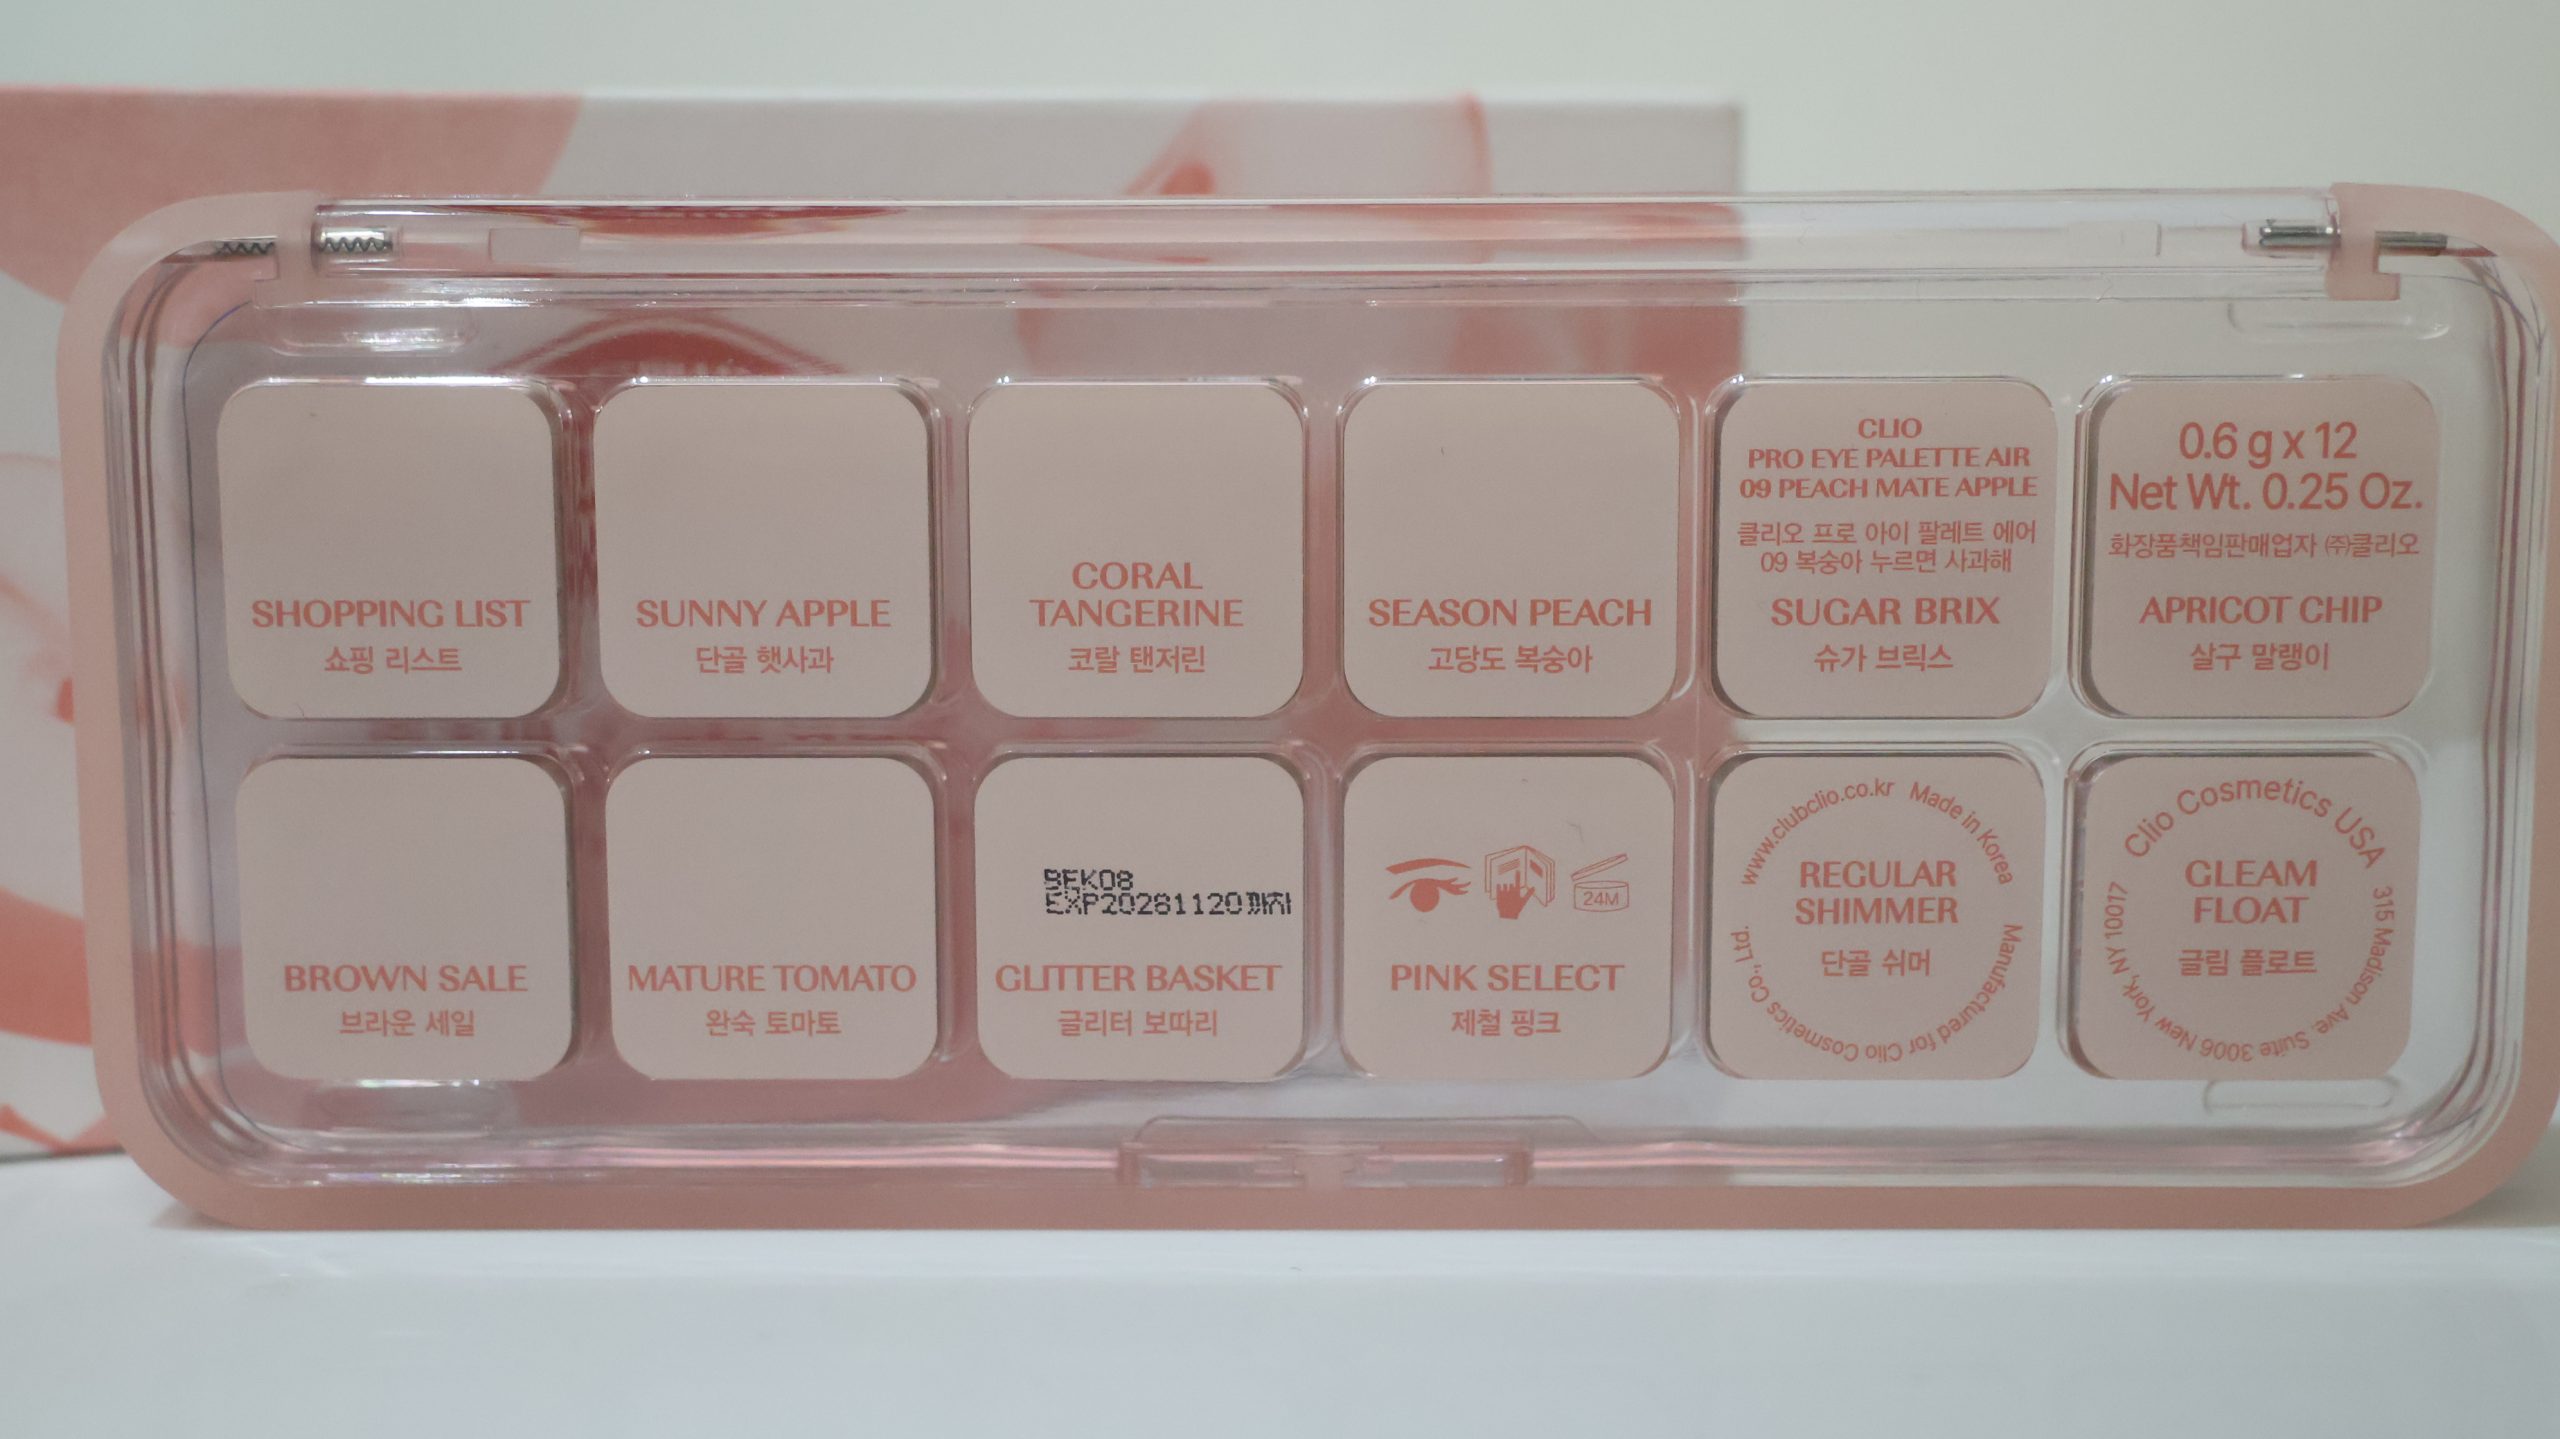 SHOPPING LIST
쇼핑 리스트
SUNNY APPLE
단골 햇사과
CORAL
TANGERINE
코랄 탠저린
SEASON PEACH
고당도 복숭아
CLIO
PRO EYE PALETTE AIR
09 PEACH MATE APPLE
클리오 프로 아이 팔레트 에어
09 복숭아 누르면 사과해
SUGAR BRIX
슈가 브릭스
0.6 g x 12
Net Wt. 0.25 Oz.
화장품책임판매업자 ㈜클리오
APRICOT CHIP
살구 말랭이
BROWN SALE
브라운 세일
MATURE TOMATO
완숙 토마토
BEK08
EXP20281120까지
GLITTER BASKET
글리터 보따리
24M
PINK SELECT
제철 핑크
www.clubclio.co.kr Made in Korea
Manufactured for Clio Cosmetics Co., Ltd.
REGULAR
SHIMMER
단골 쉬머
Clio Cosmetics USA
315 Madison Ave. Suite 3006 New York, NY 10017
GLEAM
FLOAT
글림 플로트